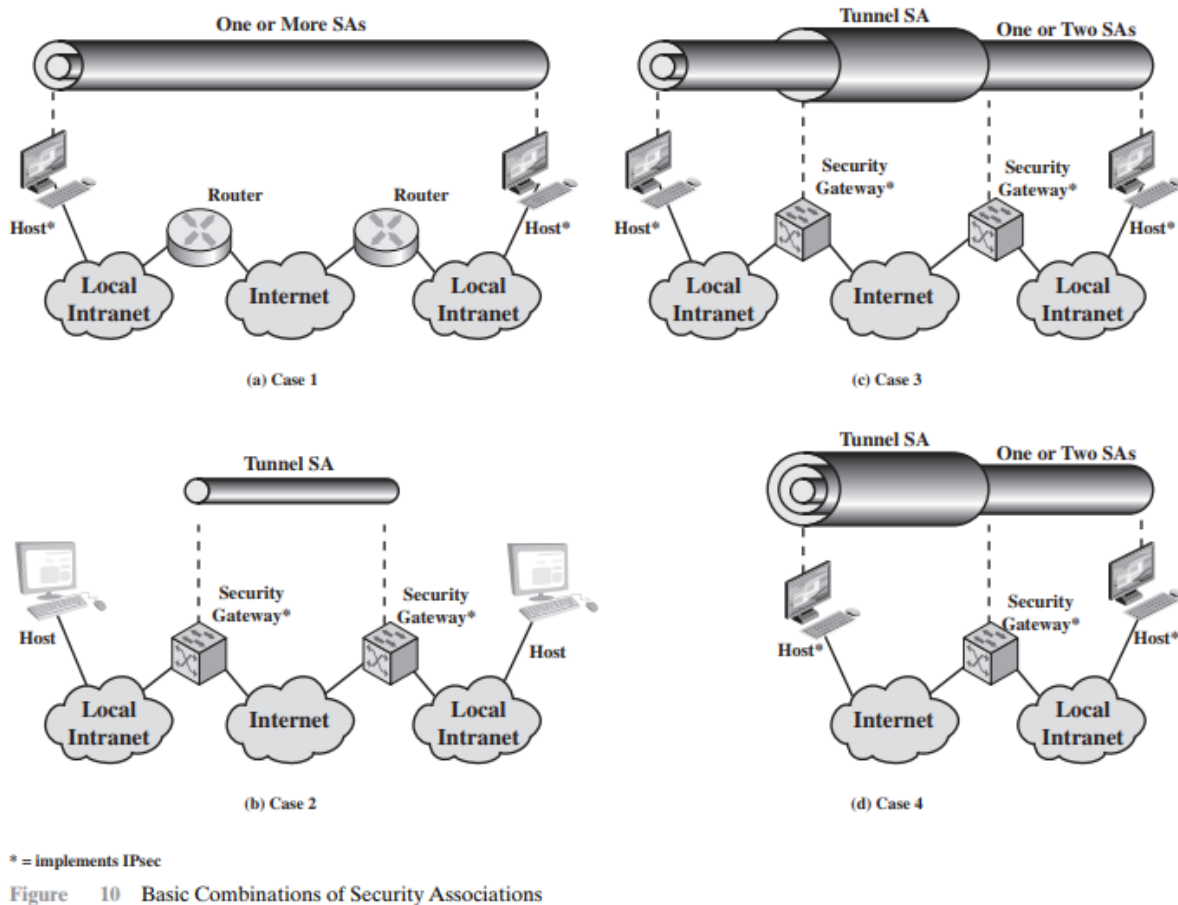 One or More SAs
Host*
Router
Router
Host*
Local
Intranet
Internet
Local
Intranet
(a) Case 1
Tunnel SA
One or Two SAs
Host*
Security
Gateway*
Security
Gateway*
Host*
Local
Intranet
Internet
Local
Intranet
(c) Case 3
Tunnel SA
Host
Security
Gateway*
Security
Gateway*
Host
Local
Intranet
Internet
Local
Intranet
(b) Case 2
Tunnel SA
One or Two SAs
Host*
Security
Gateway*
Host*
Internet
Local
Intranet
(d) Case 4
* = implements IPsec
Figure 10 Basic Combinations of Security Associations